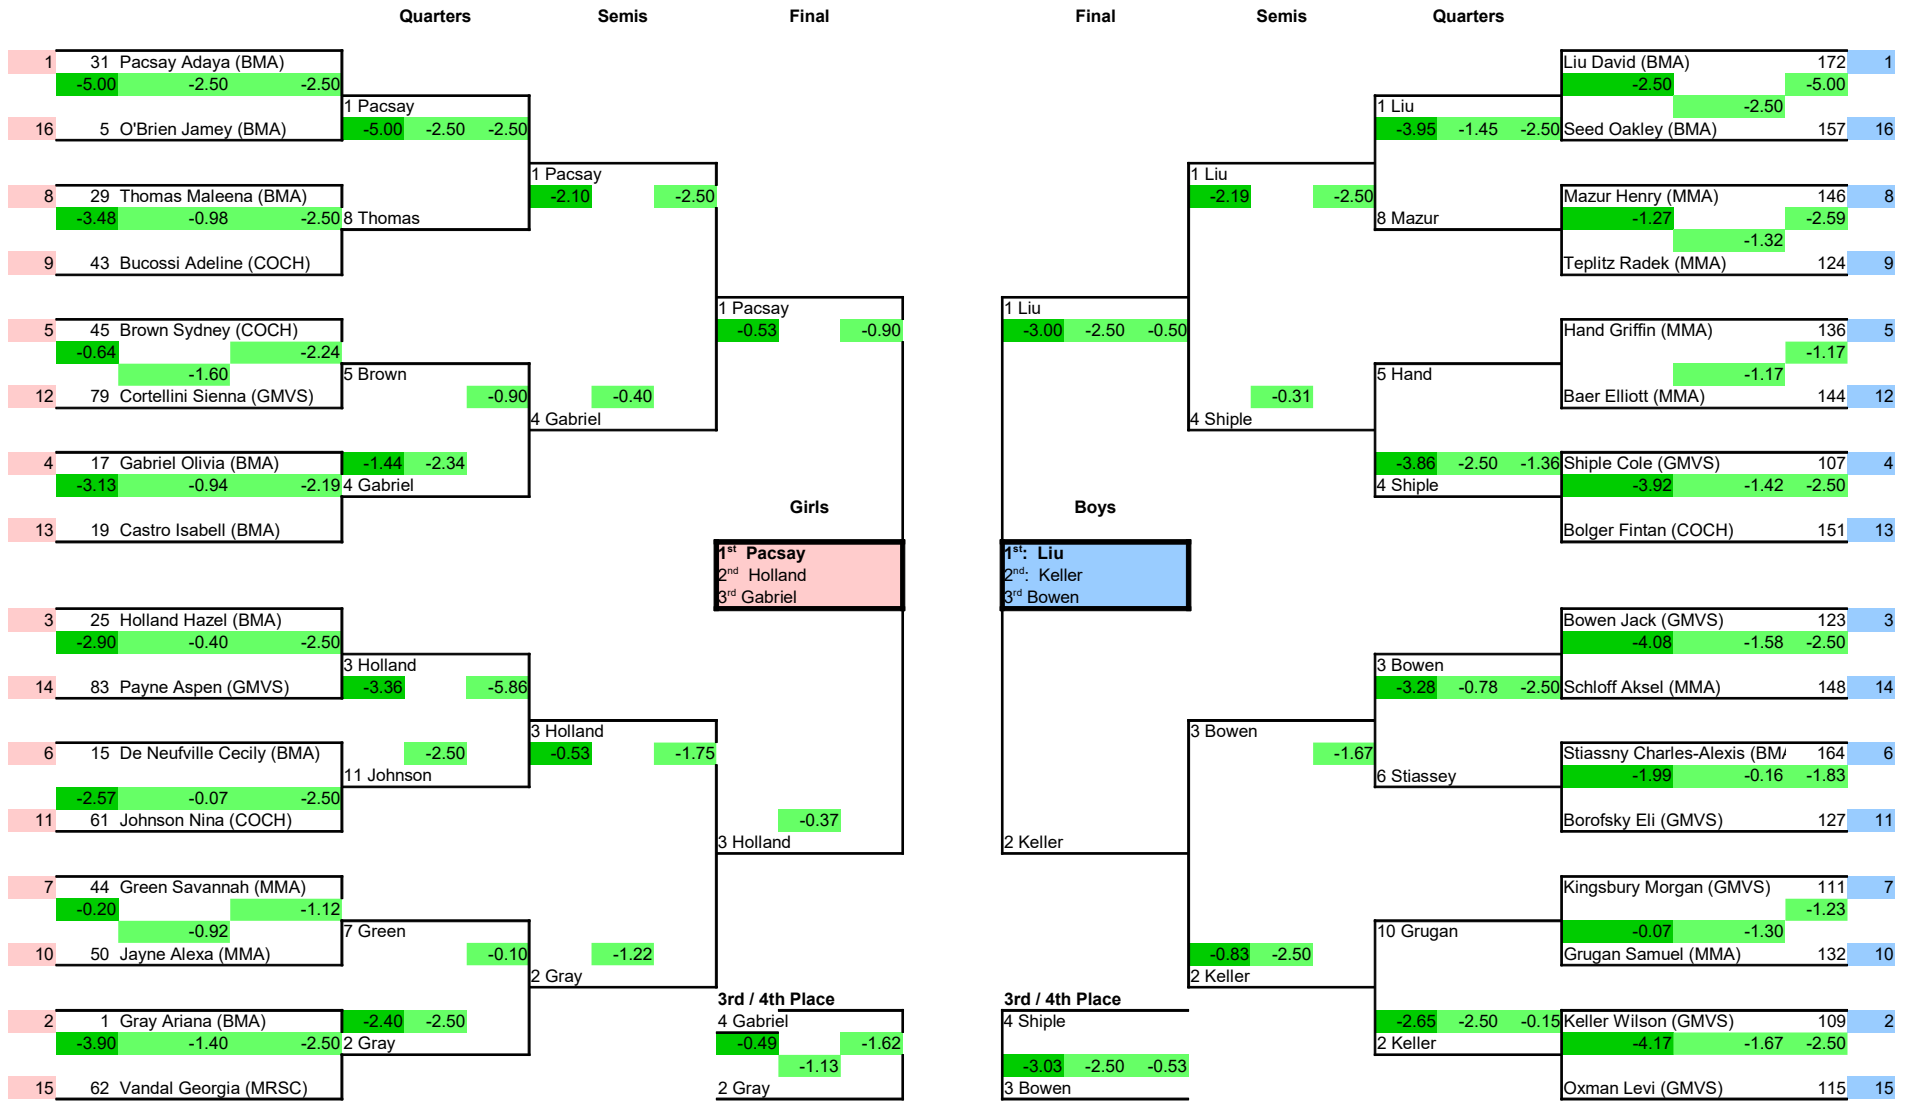 Quarters Semis Final Final Semis Quarters
1 31 Pacsay Adaya (BMA) Liu David (BMA) 172 1
-5.00 -2.50 -2.50 -2.50 -5.00
1 Pacsay 1 Liu -2.50
16 5 O'Brien Jamey (BMA) -5.00 -2.50 -2.50 -3.95 -1.45 -2.50 Seed Oakley (BMA) 157 16
1 Pacsay 1 Liu
8 29 Thomas Maleena (BMA) -2.10 -2.50 -2.19 -2.50 Mazur Henry (MMA) 146 8
-3.48 -0.98 -2.50 8 Thomas 8 Mazur -1.27 -2.59
-1.32
9 43 Bucossi Adeline (COCH) Teplitz Radek (MMA) 124 9
1 Pacsay 1 Liu
5 45 Brown Sydney (COCH) -0.53 -0.90 -3.00 -2.50 -0.50 Hand Griffin (MMA) 136 5
-0.64 -2.24 -1.17
-1.60 5 Brown 5 Hand -1.17
12 79 Cortellini Sienna (GMVS) -0.90 -0.40 -0.31 Baer Elliott (MMA) 144 12
4 Gabriel 4 Shiple
4 17 Gabriel Olivia (BMA) -1.44 -2.34 -3.86 -2.50 -1.36 Shiple Cole (GMVS) 107 4
-3.13 -0.94 -2.19 4 Gabriel 4 Shiple -3.92 -1.42 -2.50
Girls Boys
13 19 Castro Isabell (BMA) Bolger Fintan (COCH) 151 13
1st Pacsay 1st: Liu
2nd Holland 2nd: Keller
3rd Gabriel 3rd Bowen
3 25 Holland Hazel (BMA) Bowen Jack (GMVS) 123 3
-2.90 -0.40 -2.50 -4.08 -1.58 -2.50
3 Holland 3 Bowen
14 83 Payne Aspen (GMVS) -3.36 -5.86 -3.28 -0.78 -2.50 Schloff Aksel (MMA) 148 14
3 Holland 3 Bowen
6 15 De Neufville Cecily (BMA) -2.50 -0.53 -1.75 -1.67 Stiassny Charles-Alexis (BMA 164 6
11 Johnson 6 Stiassey -1.99 -0.16 -1.83
-2.57 -0.07 -2.50
11 61 Johnson Nina (COCH) -0.37 Borofsky Eli (GMVS) 127 11
3 Holland 2 Keller
7 44 Green Savannah (MMA) Kingsbury Morgan (GMVS) 111 7
-0.20 -1.12 -1.23
-0.92 7 Green 10 Grugan -0.07 -1.30
10 50 Jayne Alexa (MMA) -0.10 -1.22 -0.83 -2.50 Grugan Samuel (MMA) 132 10
2 Gray 2 Keller
3rd / 4th Place 3rd / 4th Place
2 1 Gray Ariana (BMA) -2.40 -2.50 4 Gabriel 4 Shiple -2.65 -2.50 -0.15 Keller Wilson (GMVS) 109 2
-3.90 -1.40 -2.50 2 Gray -0.49 -1.62 2 Keller -4.17 -1.67 -2.50
-1.13 -3.03 -2.50 -0.53
15 62 Vandal Georgia (MRSC) 2 Gray 3 Bowen Oxman Levi (GMVS) 115 15